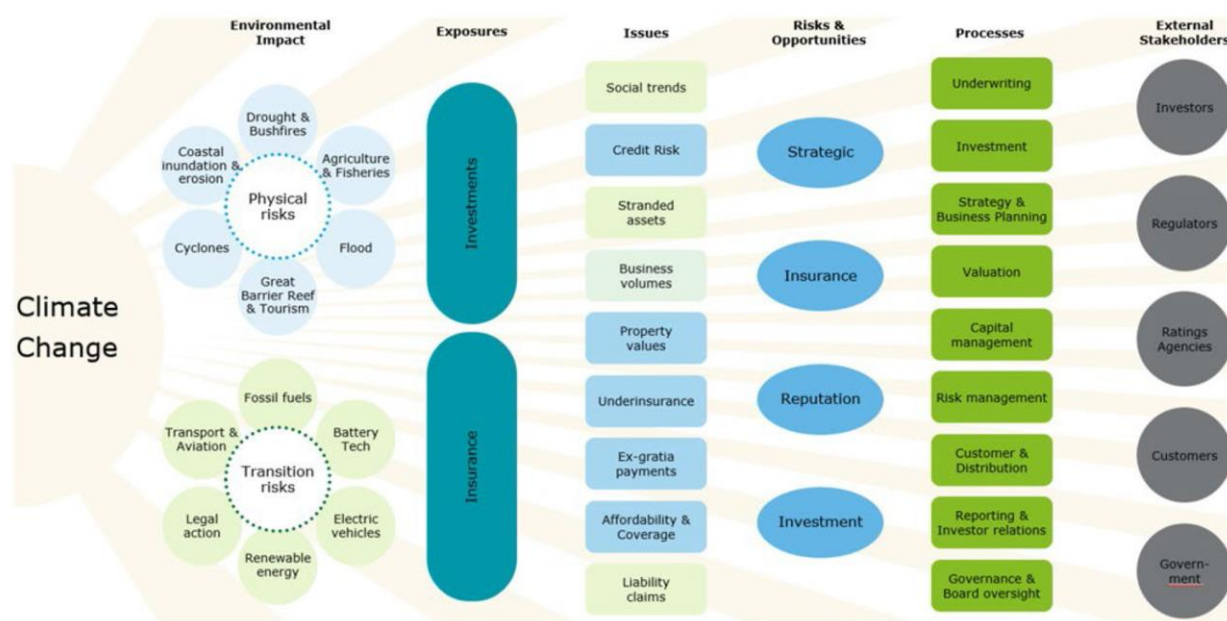 Environmental
Impact
Exposures
Issues
Risks &
Opportunities
Processes
External
Stakeholders
Climate
Change
Drought &
Bushfires
Coastal
inundation &
erosion
Agriculture
& Fisheries
Physical
risks
Cyclones
Flood
Great
Barrier Reef
& Tourism
Fossil fuels
Transport &
Aviation
Battery
Tech
Transition
risks
Legal
action
Electric
vehicles
Renewable
energy
Investments
Insurance
Social trends
Credit Risk
Stranded
assets
Business
volumes
Property
values
Underinsurance
Ex-gratia
payments
Affordability &
Coverage
Liability
claims
Strategic
Insurance
Reputation
Investment
Underwriting
Investment
Strategy &
Business Planning
Valuation
Capital
management
Risk management
Customer &
Distribution
Reporting &
Investor relations
Governance &
Board oversight
Investors
Regulators
Ratings
Agencies
Customers
Govern-
ment